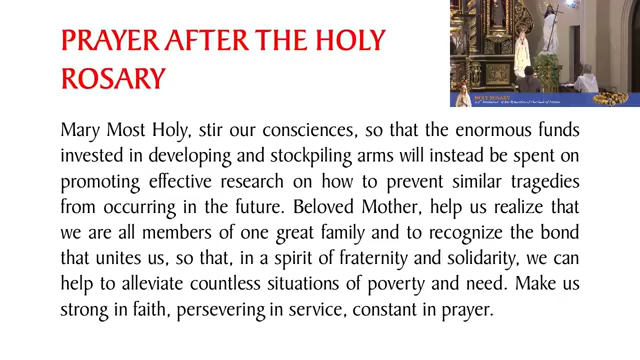 PRAYER AFTER THE HOLY
ROSARY
HOLY ROSARY
Mary Most Holy, stir our consciences, so that the enormous funds
invested in developing and stockpiling arms will instead be spent on
promoting effective research on how to prevent similar tragedies
from occurring in the future. Beloved Mother, help us realize that
we are all members of one great family and to recognize the bond
that unites us, so that, in a spirit of fraternity and solidarity, we can
help to alleviate countless situations of poverty and need. Make us
strong in faith, persevering in service, constant in prayer.